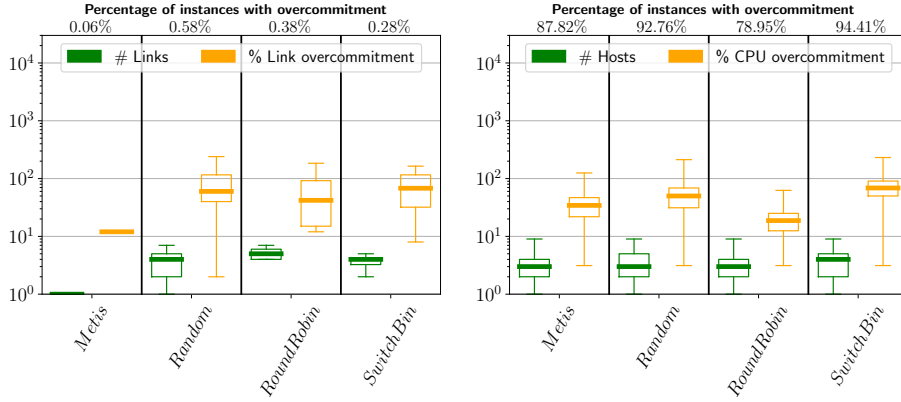 Percentage of instances with overcommitment
0.06% 0.58% 0.38% 0.28%
# Links % Link overcommitment
10^4
10^3
10^2
10^1
10^0
Metis
Random
RoundRobin
SwitchBin
Percentage of instances with overcommitment
87.82% 92.76% 78.95% 94.41%
# Hosts % CPU overcommitment
10^4
10^3
10^2
10^1
10^0
Metis
Random
RoundRobin
SwitchBin